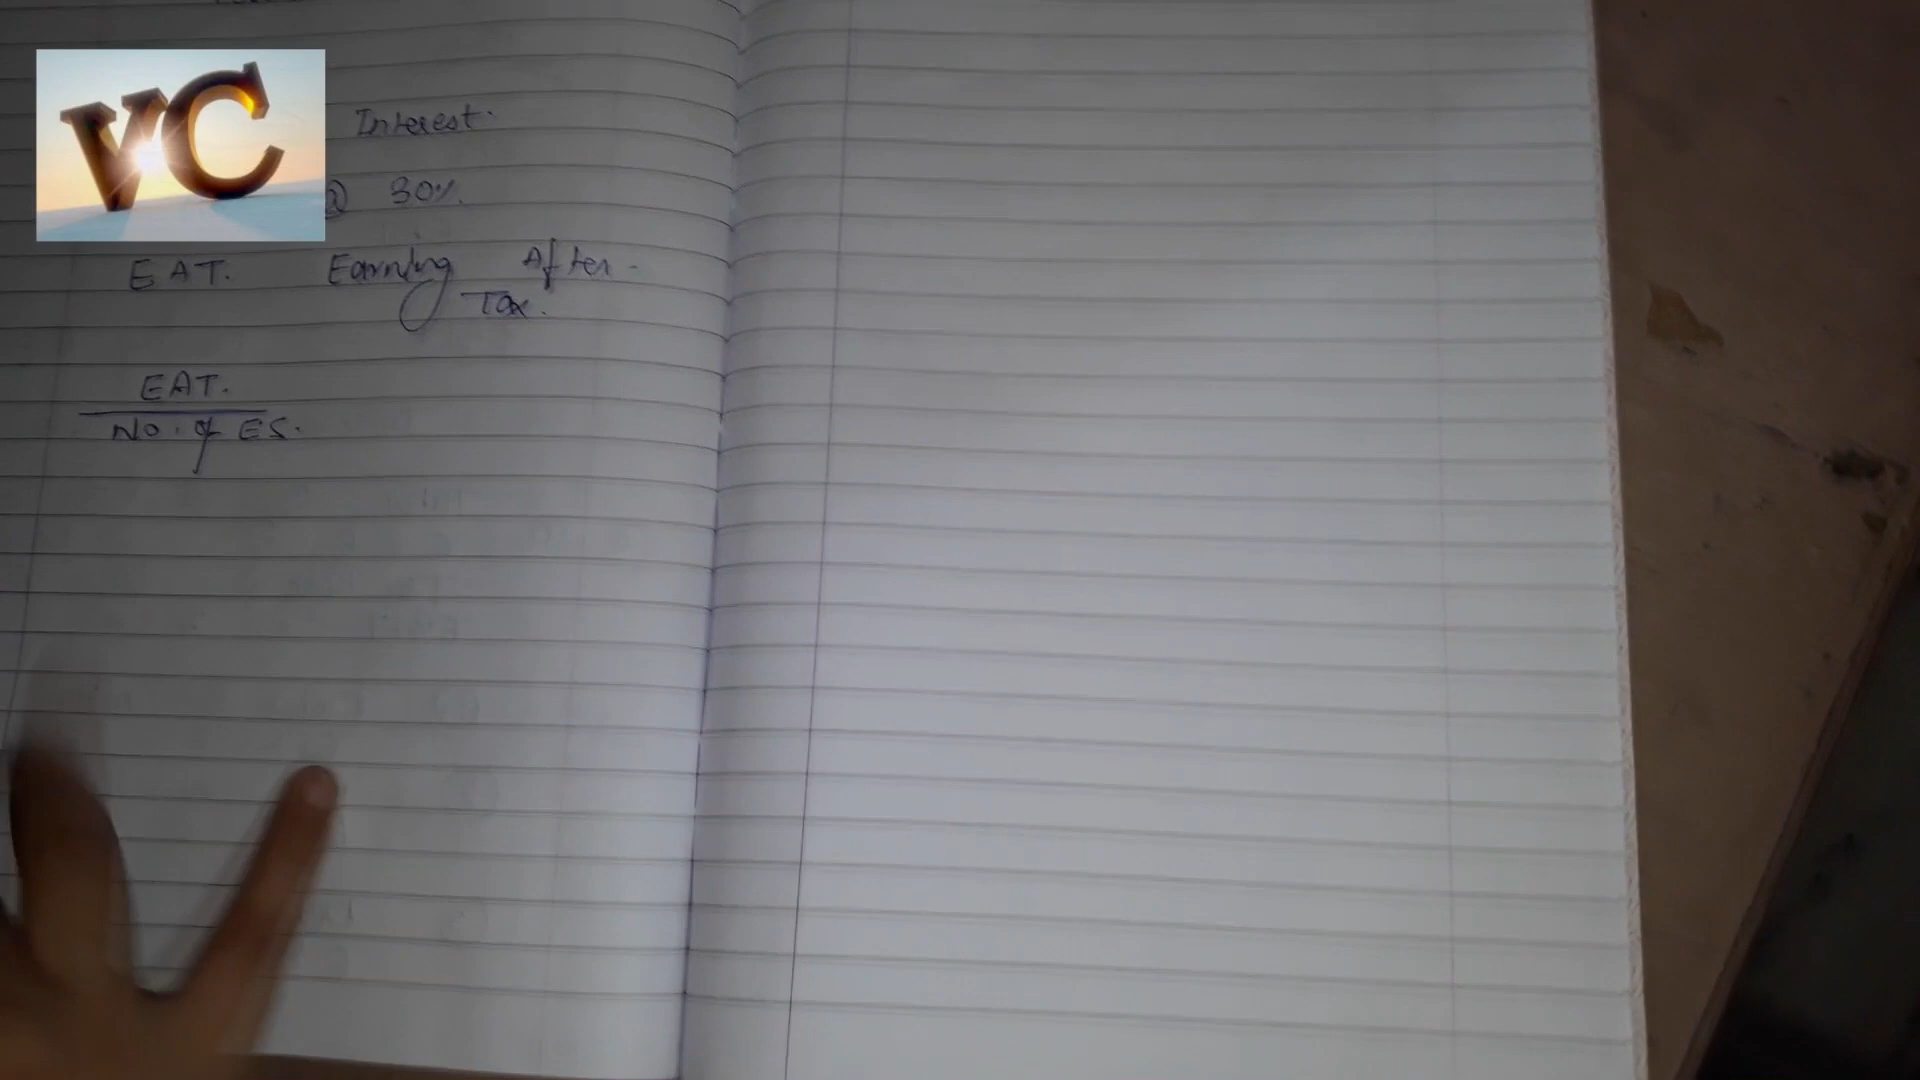 VC
Interest.
@ 30%.
EAT. Earning After
Tax.
EAT.
No. of ES.